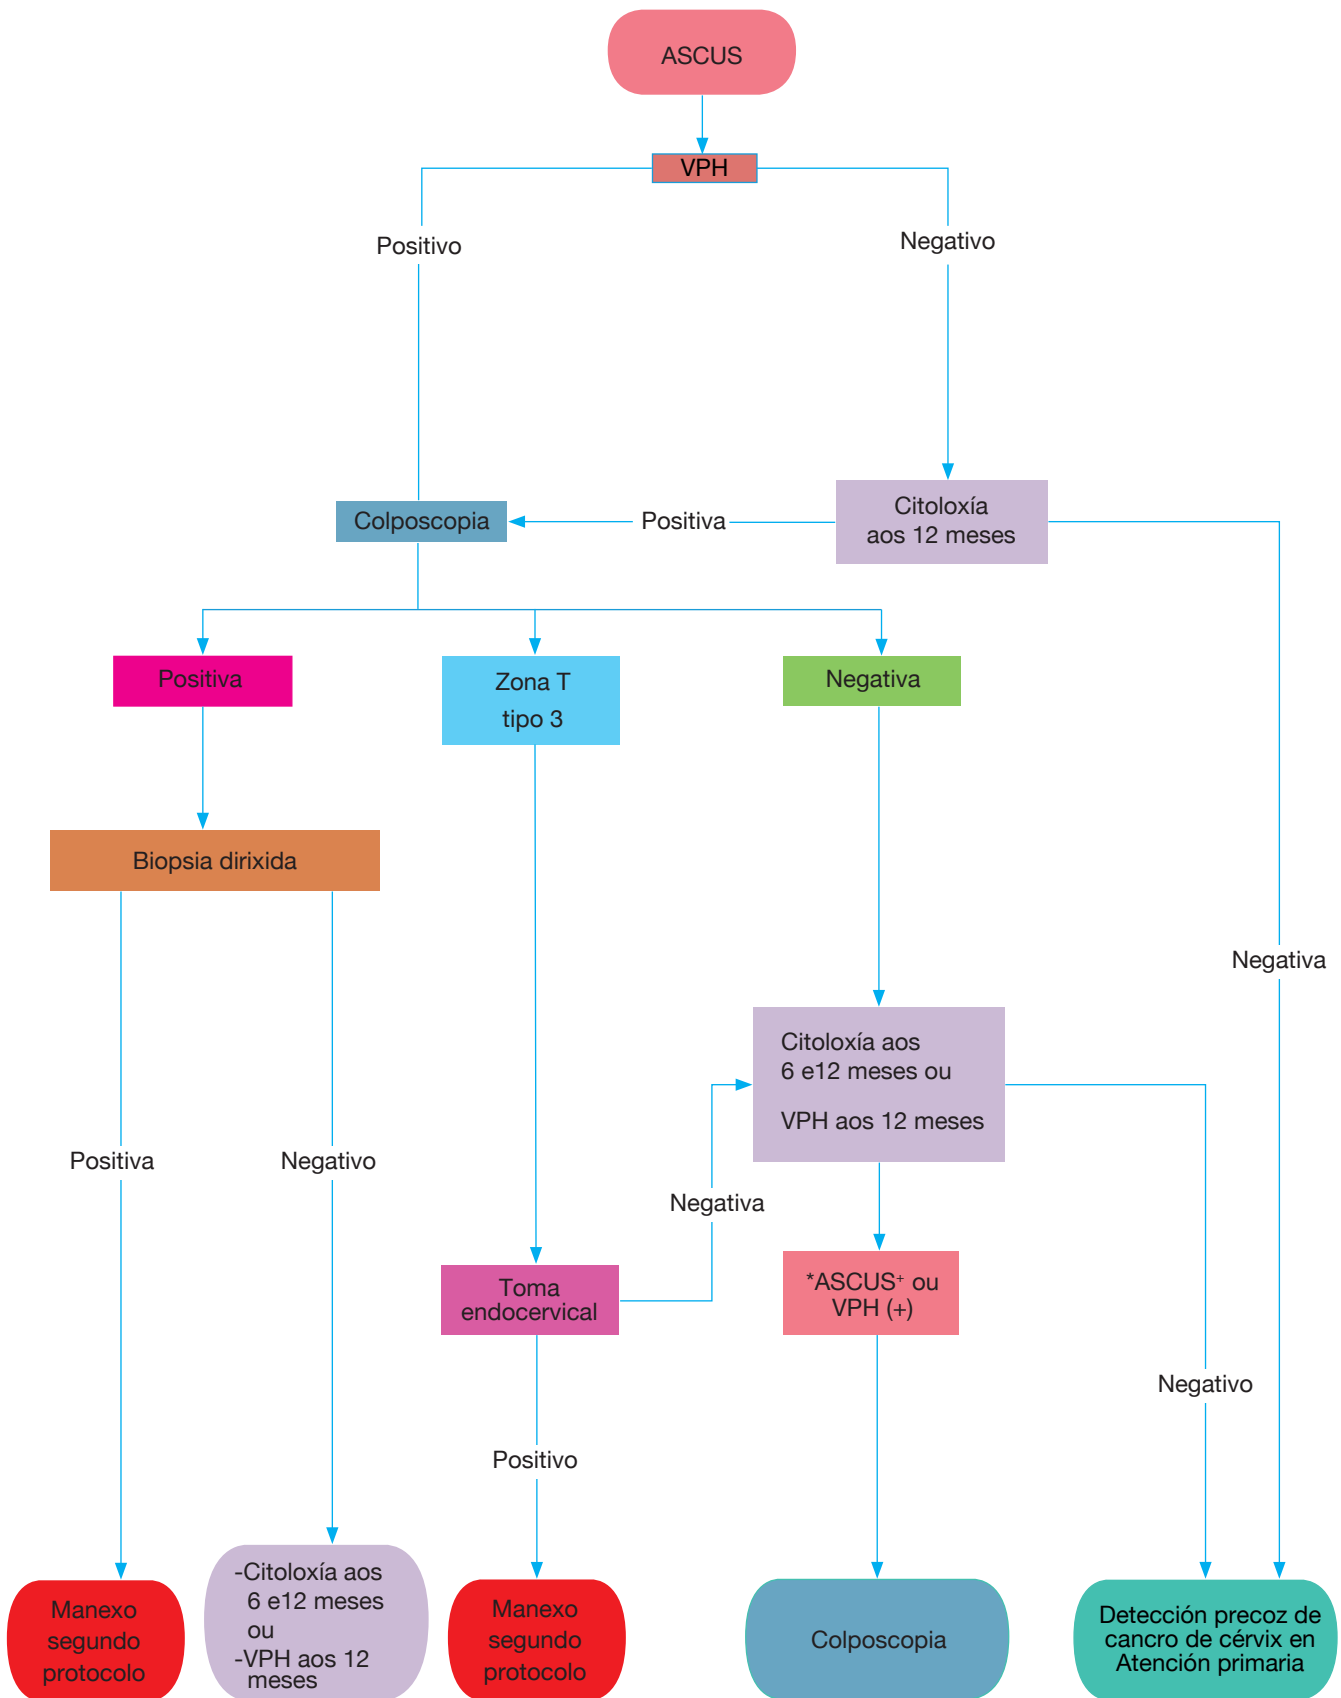 ASCUS
VPH
Positivo
Negativo
Citoloxía
aos 12 meses
Colposcopia
Positiva
Positiva
Zona T
tipo 3
Negativa
Biopsia dirixida
Negativa
Citoloxía aos
6 e12 meses ou
VPH aos 12 meses
Positiva
Negativo
Negativa
Toma
endocervical
*ASCUS+ ou
VPH (+)
Negativo
Positivo
Manexo
segundo
protocolo
-Citoloxía aos
6 e12 meses
ou
-VPH aos 12
meses
Manexo
segundo
protocolo
Colposcopia
Detección precoz de
cancro de cérvix en
Atención primaria